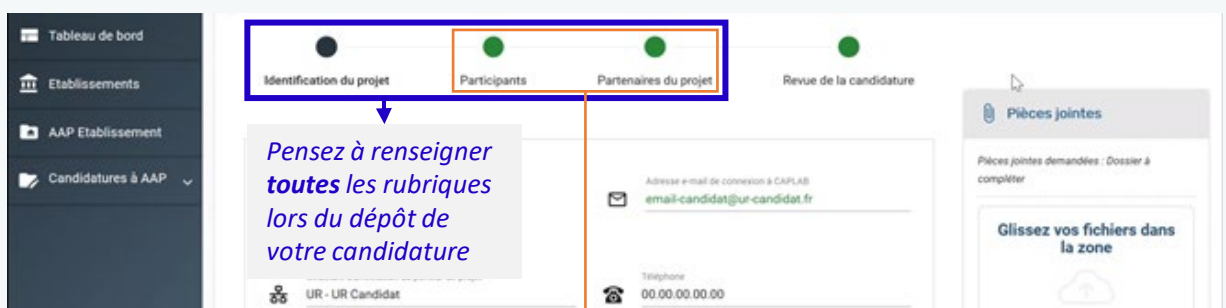 Tableau de bord
Etablissements
AAP Etablissement
Candidatures à AAP
Identification du projet
Participants
Partenaires du projet
Revue de la candidature
Pensez à renseigner
toutes les rubriques
lors du dépôt de
votre candidature
Adresse e-mail de connexion à CAPLAB
email-candidat@ur-candidat.fr
UR - UR Candidat
Téléphone
00.00.00.00.00
Pièces jointes
Pièces jointes demandées : Dossier à
compléter
Glissez vos fichiers dans
la zone